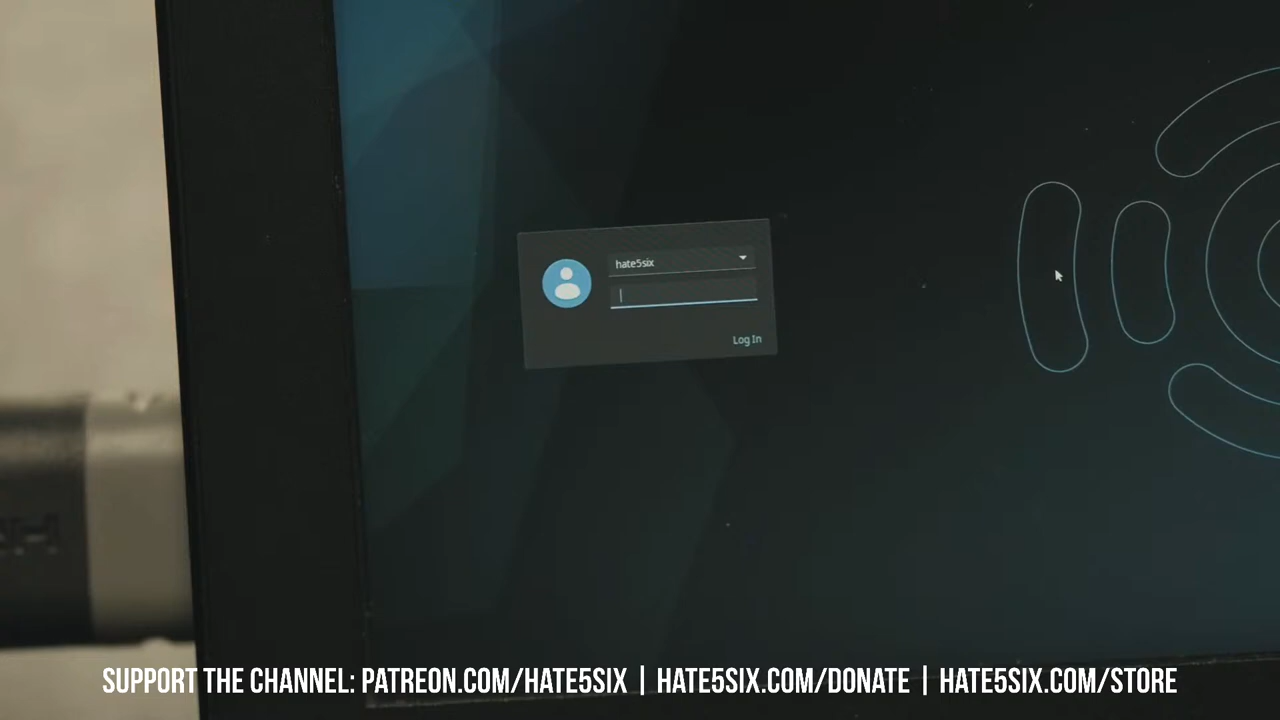 hate5six
Log In
SUPPORT THE CHANNEL: PATREON.COM/HATE5SIX | HATE5SIX.COM/DONATE | HATE5SIX.COM/STORE